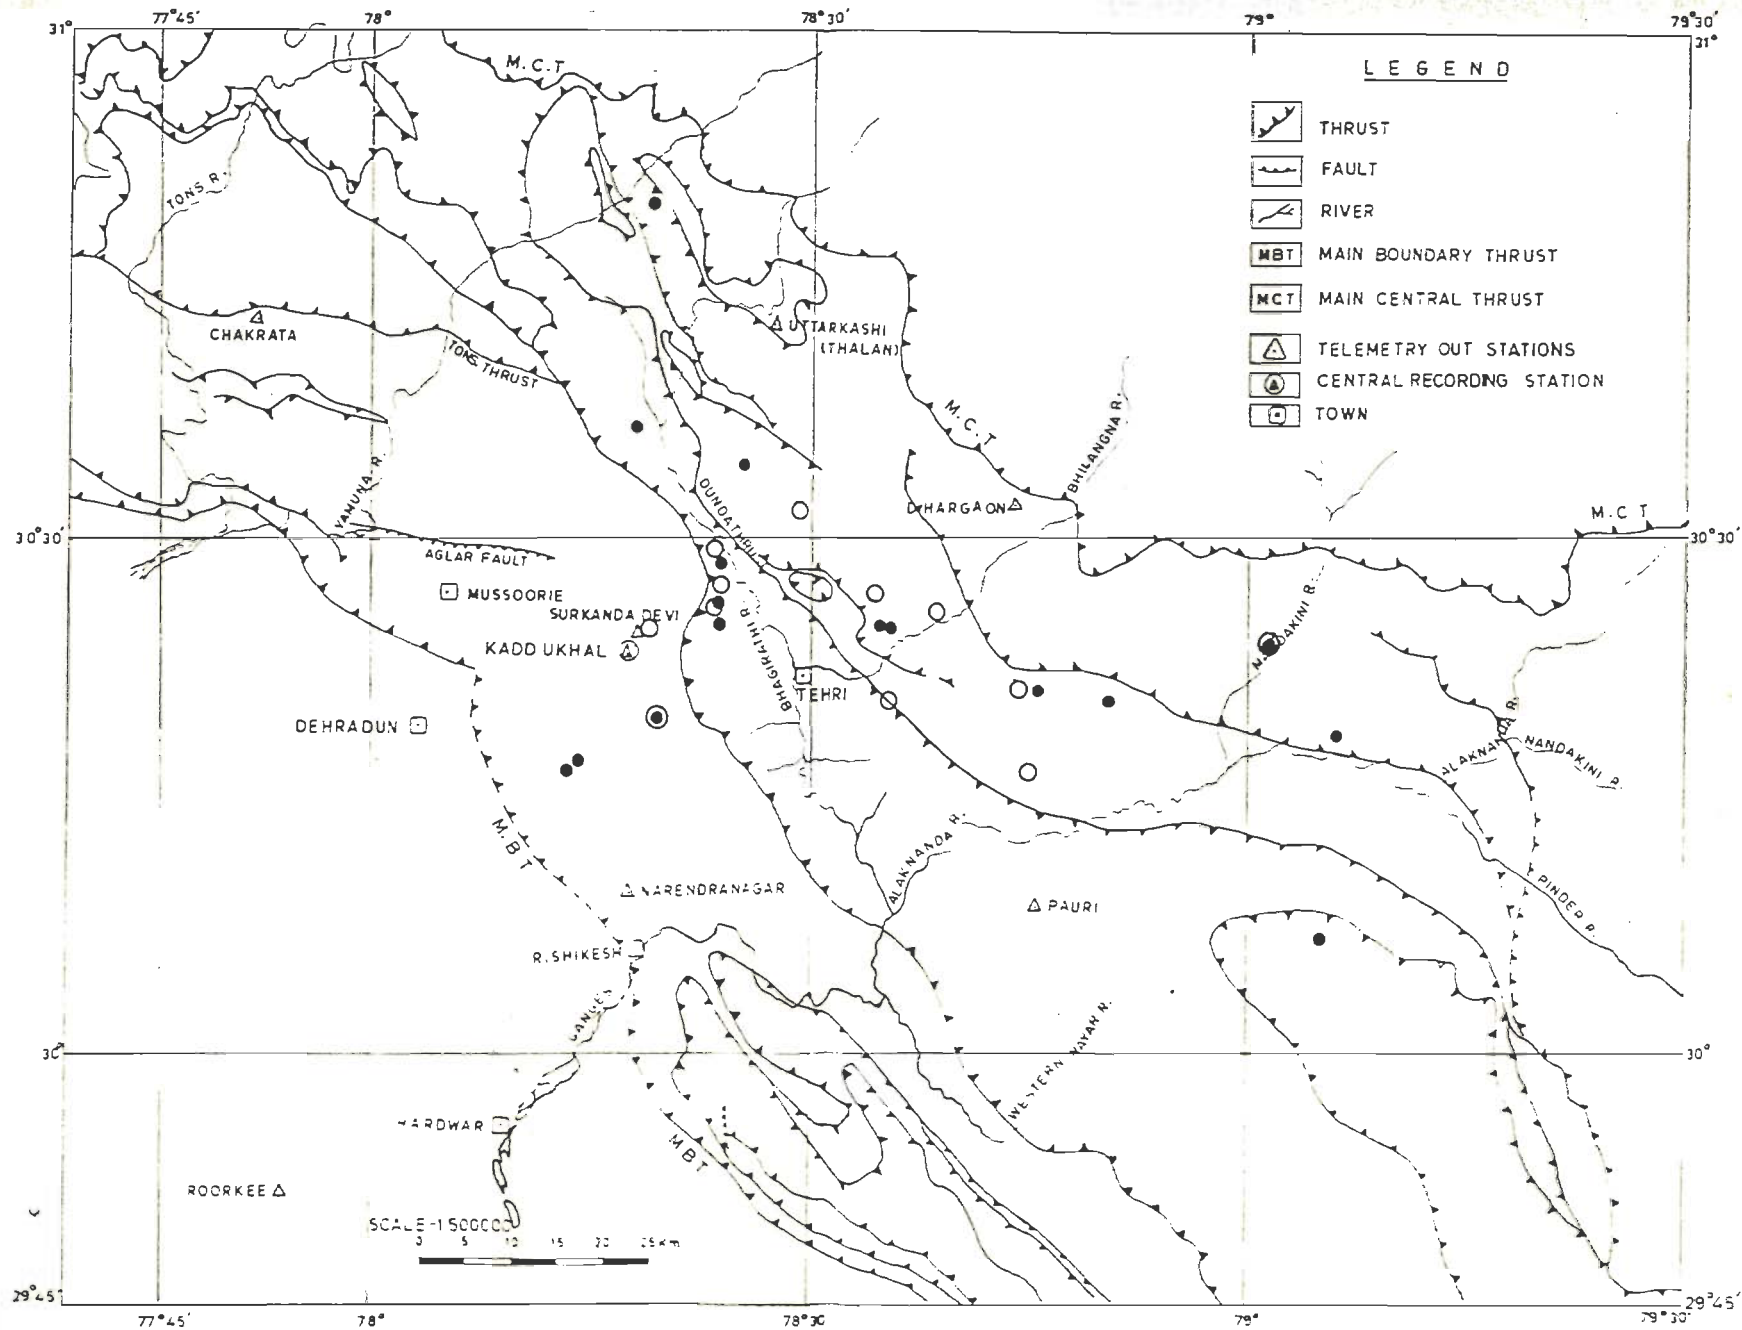 77°45'
78°
78°30'
79°
79°30'
31°
31°
M.C.T
LEGEND
THRUST
FAULT
RIVER
MBT MAIN BOUNDARY THRUST
MCT MAIN CENTRAL THRUST
TELEMETRY OUT STATIONS
CENTRAL RECORDING STATION
TOWN
TONS R.
CHAKRATA
TONS THRUST
UTTARKASHI
(THALAN)
M.C.T
BHILANGNA R.
DHARGAON
M.C T
YAMUNA R.
30°30'
30°30'
AGLAR FAULT
MUSSOORIE
SURKANDA DEVI
KADDUKHAL
BHAGIRATHI R.
TEHRI
DEHRADUN
ALAKNANDA R.
NANDAKINI R.
M.B T
ALAKNANDA R.
NARENDRANAGAR
PAURI
PINDER R.
R.SHIKESH
WESTERN NAYAR R.
30°
30°
HARDWAR
MBT
ROORKEE
SCALE-1500000
0 5 10 15 20 25Km
29°45'
29°45'
77°45'
78°
78°30'
79°
79°30'